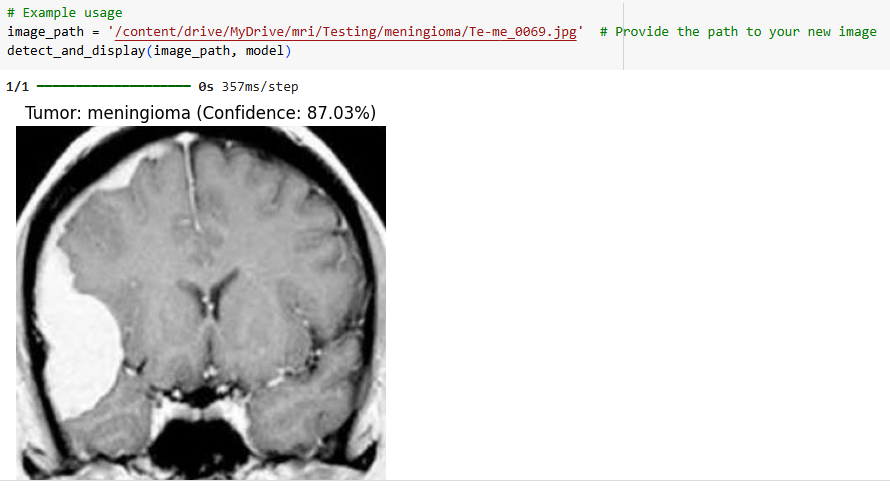 # Example usage
image_path = '/content/drive/MyDrive/mri/Testing/meningioma/Te-me_0069.jpg'  # Provide the path to your new image
detect_and_display(image_path, model)
1/1 ━━━━━━━━━━━━━━━━━━━━ 0s 357ms/step
Tumor: meningioma (Confidence: 87.03%)